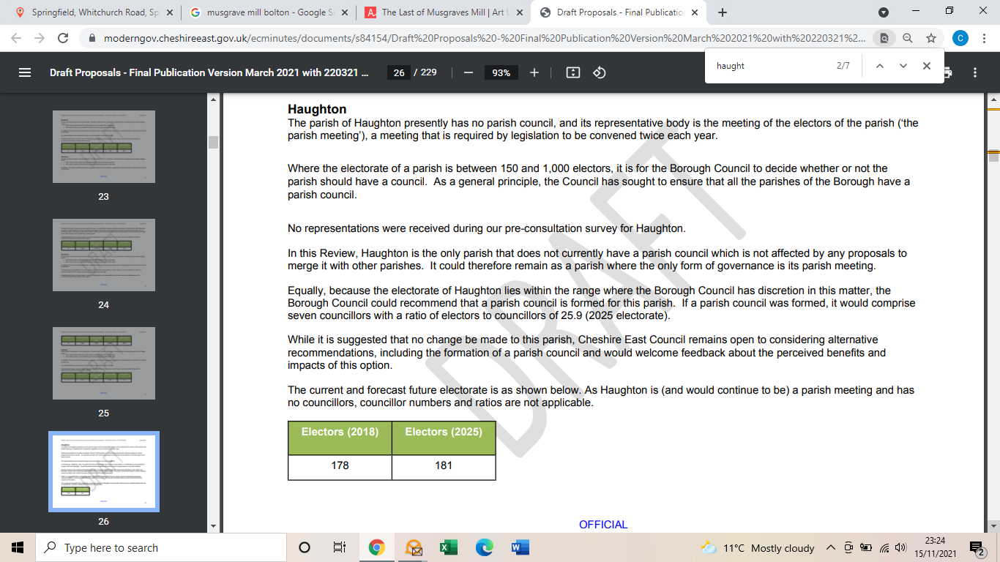 Springfield, Whitchurch Road, Sp
musgrave mill bolton - Google S
The Last of Musgraves Mill | Art U
Draft Proposals - Final Publicatio
moderngov.cheshireeast.gov.uk/ecminutes/documents/s84154/Draft%20Proposals%20-%20Final%20Publication%20Version%20March%202021%20with%20220321%2...
C
haught
2/7
Draft Proposals - Final Publication Version March 2021 with 220321 ...
26 / 229
93%
23
24
25
26
Haughton
The parish of Haughton presently has no parish council, and its representative body is the meeting of the electors of the parish (‘the
parish meeting’), a meeting that is required by legislation to be convened twice each year.
Where the electorate of a parish is between 150 and 1,000 electors, it is for the Borough Council to decide whether or not the
parish should have a council.  As a general principle, the Council has sought to ensure that all the parishes of the Borough have a
parish council.
No representations were received during our pre-consultation survey for Haughton.
In this Review, Haughton is the only parish that does not currently have a parish council which is not affected by any proposals to
merge it with other parishes.  It could therefore remain as a parish where the only form of governance is its parish meeting.
Equally, because the electorate of Haughton lies within the range where the Borough Council has discretion in this matter, the
Borough Council could recommend that a parish council is formed for this parish.  If a parish council was formed, it would comprise
seven councillors with a ratio of electors to councillors of 25.9 (2025 electorate).
While it is suggested that no change be made to this parish, Cheshire East Council remains open to considering alternative
recommendations, including the formation of a parish council and would welcome feedback about the perceived benefits and
impacts of this option.
The current and forecast future electorate is as shown below. As Haughton is (and would continue to be) a parish meeting and has
no councillors, councillor numbers and ratios are not applicable.
Electors (2018) Electors (2025)
178 181
DRAFT
OFFICIAL
Type here to search
11°C Mostly cloudy
23:24
15/11/2021
2